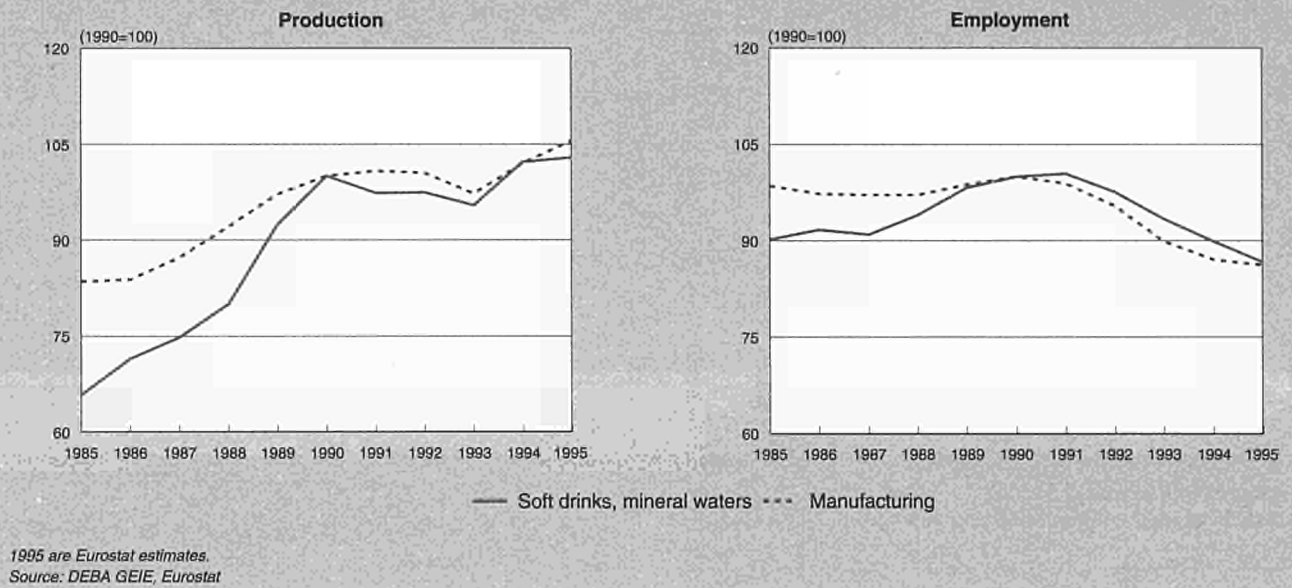 Production
(1990=100)
120
105
90
75
60
1985 1986 1987 1988 1989 1990 1991 1992 1993 1994 1995
Employment
(1990=100)
120
105
90
75
60
1985 1986 1967 1988 1989 1990 1991 1992 1993 1994 1995
Soft drinks, mineral waters Manufacturing
1995 are Eurostat estimates.
Source: DEBA GEIE, Eurostat